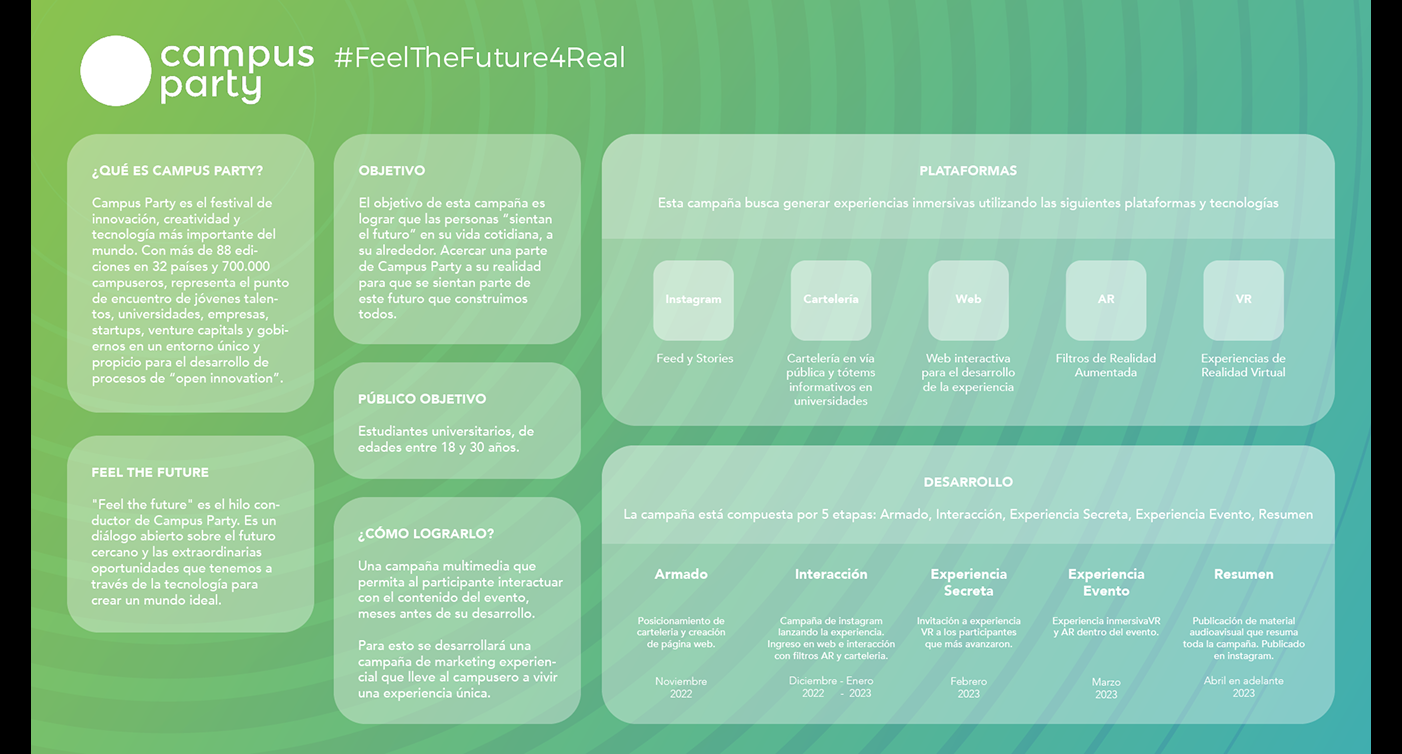 campus
party
#FeelTheFuture4Real
¿QUÉ ES CAMPUS PARTY?
Campus Party es el festival de
innovación, creatividad y
tecnología más importante del
mundo. Con más de 88 edi-
ciones en 32 países y 700.000
campuseros, representa el punto
de encuentro de jóvenes talen-
tos, universidades, empresas,
startups, venture capitals y gobi-
ernos en un entorno único y
propicio para el desarrollo de
procesos de “open innovation”.
FEEL THE FUTURE
"Feel the future" es el hilo con-
ductor de Campus Party. Es un
diálogo abierto sobre el futuro
cercano y las extraordinarias
oportunidades que tenemos a
través de la tecnología para
crear un mundo ideal.
OBJETIVO
El objetivo de esta campaña es
lograr que las personas “sientan
el futuro” en su vida cotidiana, a
su alrededor. Acercar una parte
de Campus Party a su realidad
para que se sientan parte de
este futuro que construimos
todos.
PÚBLICO OBJETIVO
Estudiantes universitarios, de
edades entre 18 y 30 años.
¿CÓMO LOGRARLO?
Una campaña multimedia que
permita al participante interactuar
con el contenido del evento,
meses antes de su desarrollo.
Para esto se desarrollará una
campaña de marketing experien-
cial que lleve al campusero a vivir
una experiencia única.
PLATAFORMAS
Esta campaña busca generar experiencias inmersivas utilizando las siguientes plataformas y tecnologías
Instagram
Feed y Stories
Cartelería
Cartelería en vía
pública y tótems
informativos en
universidades
Web
Web interactiva
para el desarrollo
de la experiencia
AR
Filtros de Realidad
Aumentada
VR
Experiencias de
Realidad Virtual
DESARROLLO
La campaña está compuesta por 5 etapas: Armado, Interacción, Experiencia Secreta, Experiencia Evento, Resumen
Armado
Posicionamiento de
carteleria y creación
de página web.
Noviembre
2022
Interacción
Campaña de instagram
lanzando la experiencia.
Ingreso en web e interacción
con filtros AR y cartelería.
Diciembre - Enero
2022 - 2023
Experiencia
Secreta
Invitación a experiencia
VR a los participantes
que más avanzaron.
Febrero
2023
Experiencia
Evento
Experiencia inmersivaVR
y AR dentro del evento.
Marzo
2023
Resumen
Publicación de material
audioavisual que resuma
toda la campaña. Publicado
en instagram.
Abril en adelante
2023